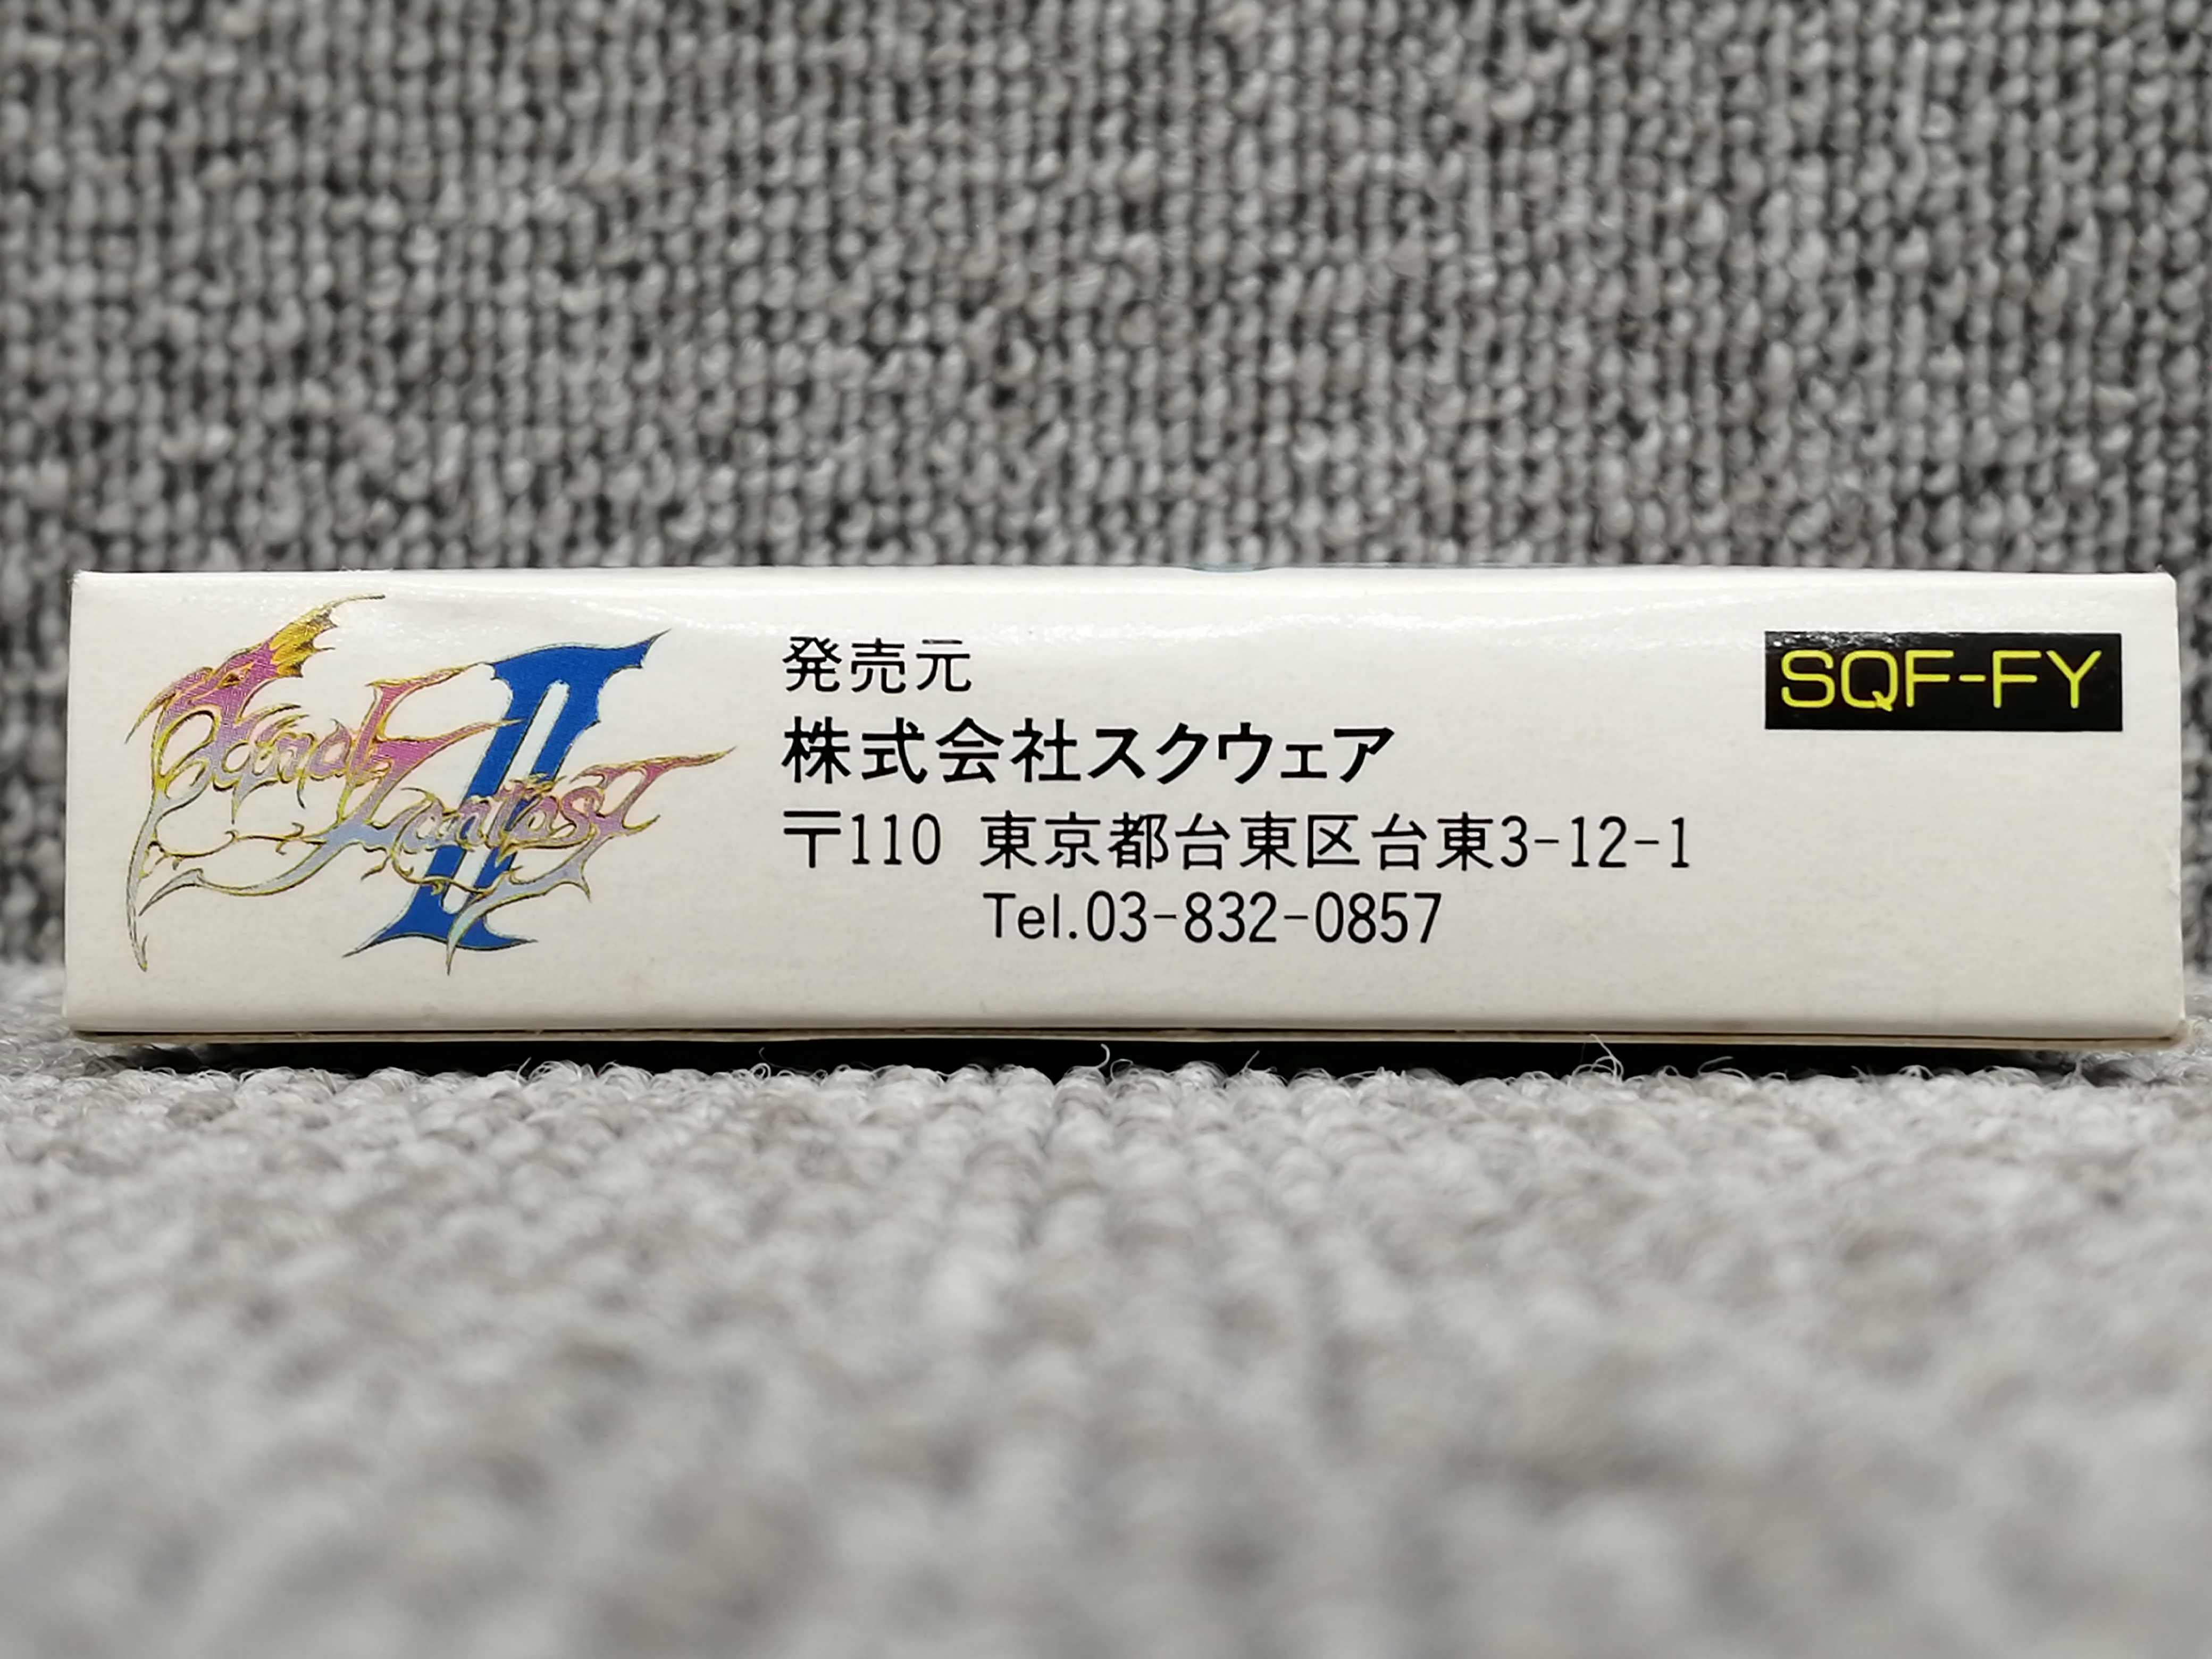 Eternal Fantasy II
発売元
株式会社スクウェア
〒110 東京都台東区台東3-12-1
Tel.03-832-0857
SQF-FY